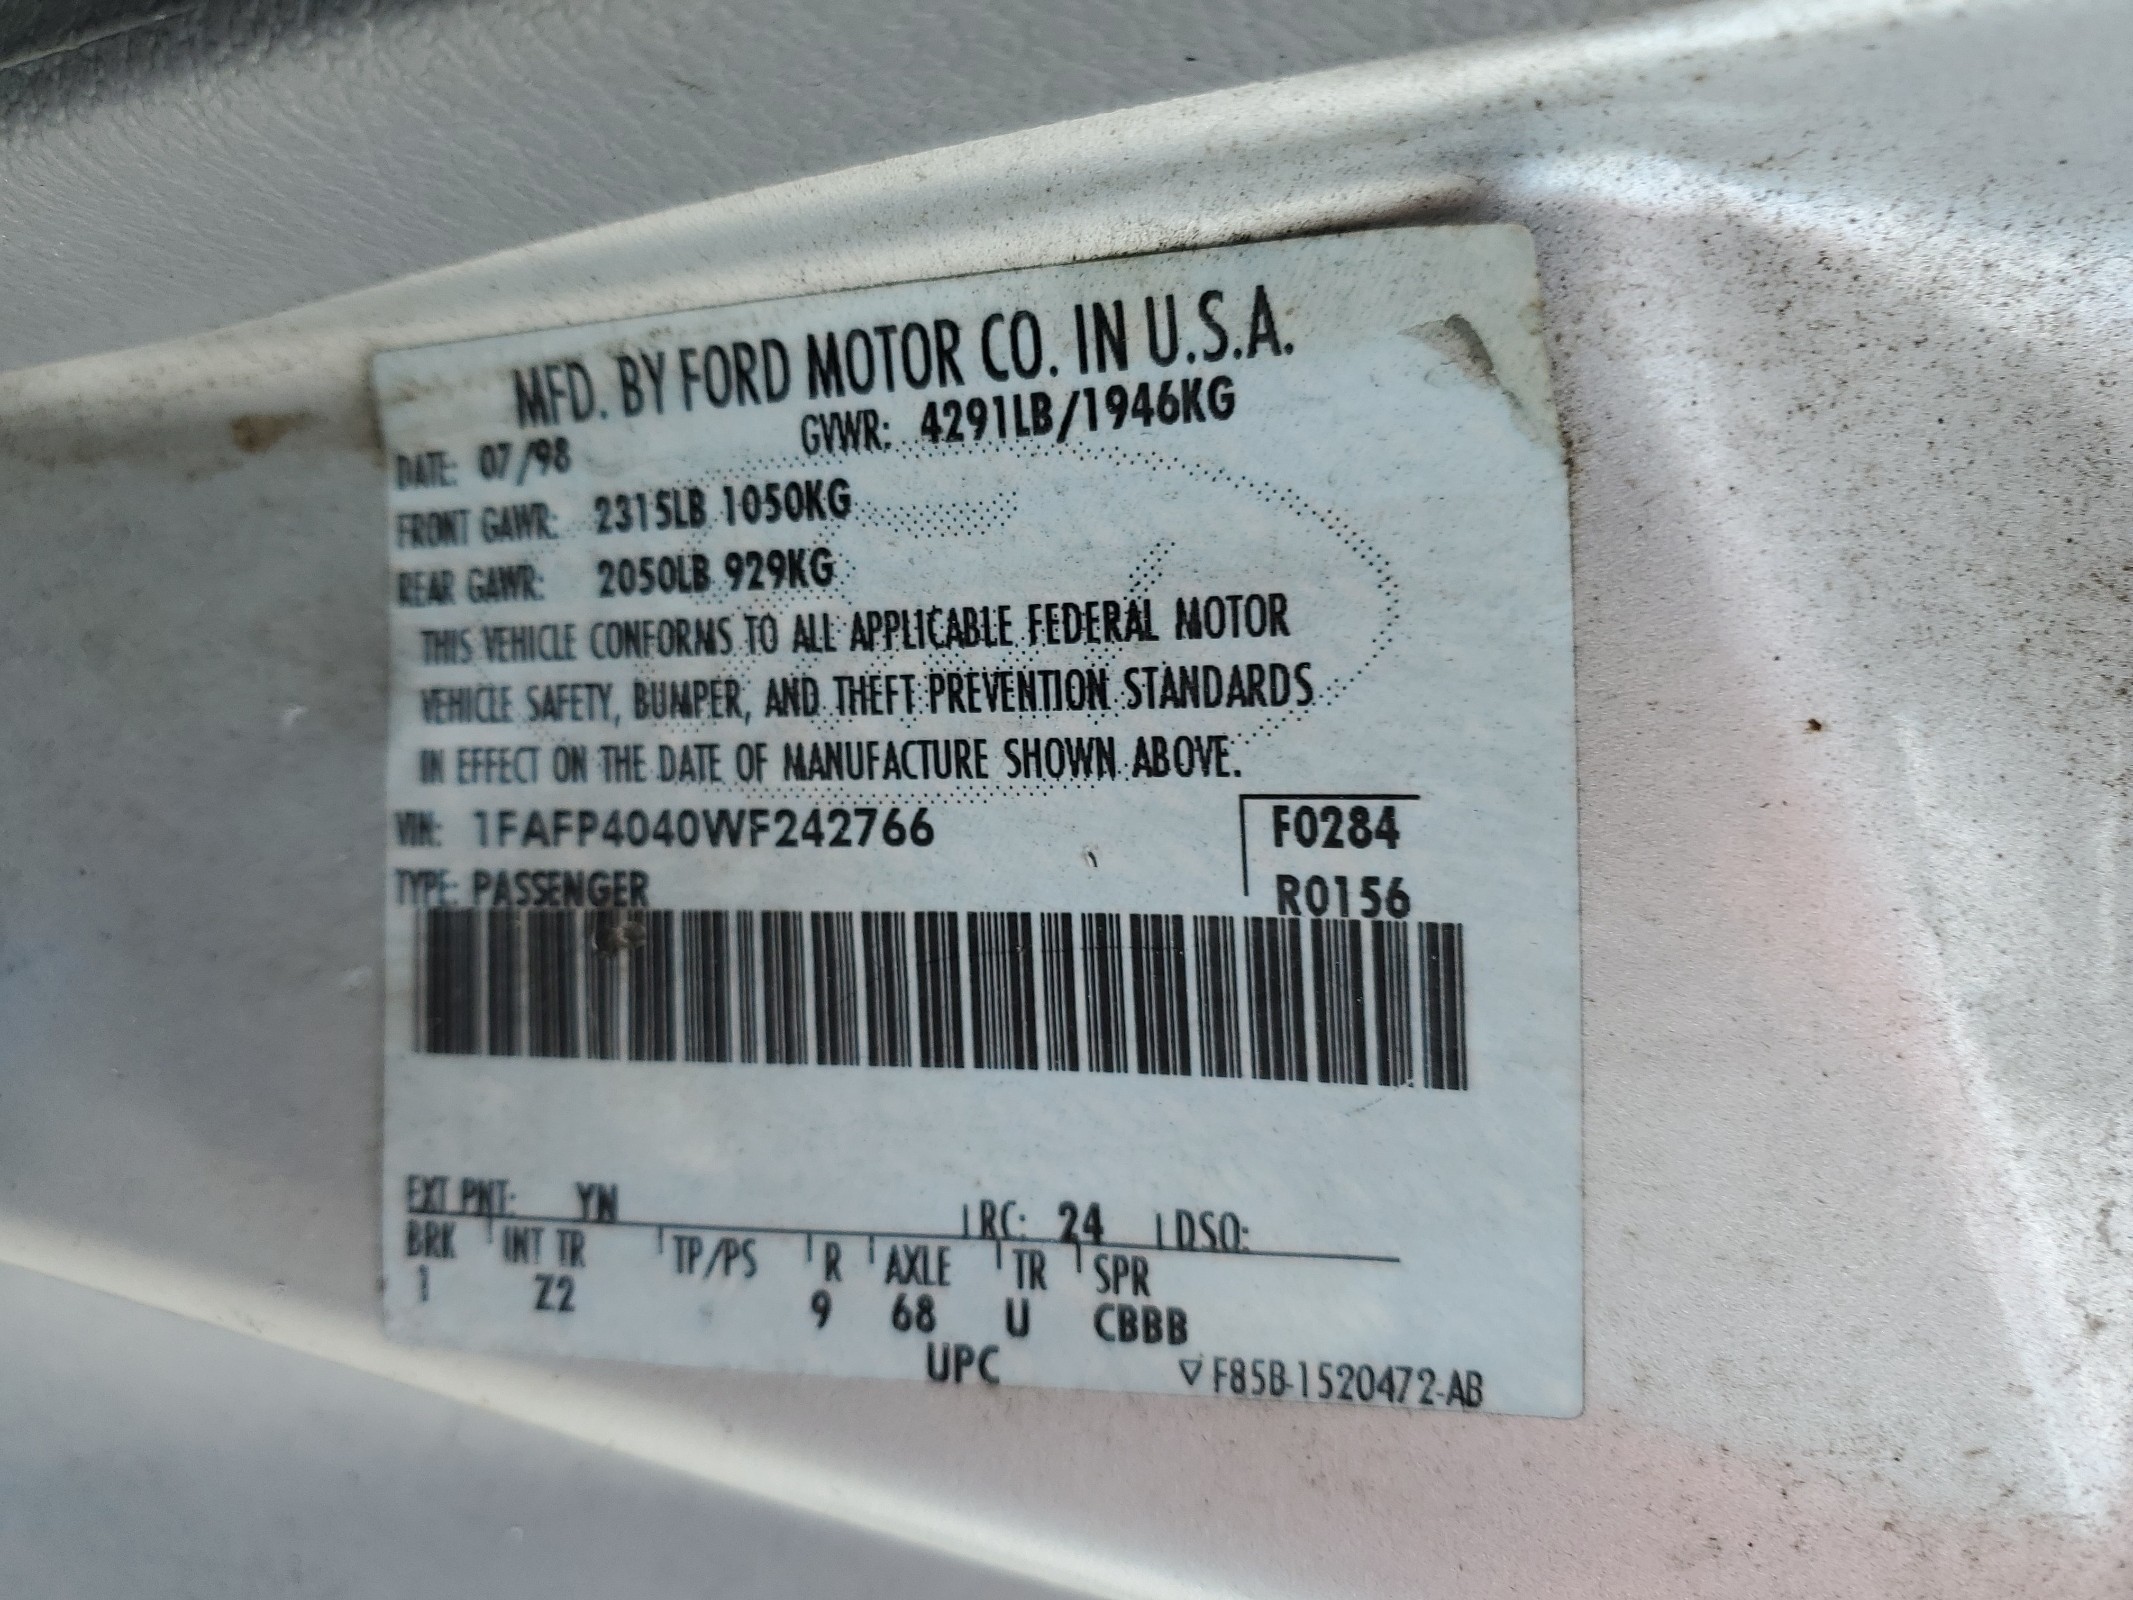 MFD. BY FORD MOTOR CO. IN U.S.A.
DATE: 07/98 GVWR: 4291LB/1946KG
FRONT GAWR: 2315LB 1050KG
REAR GAWR: 2050LB 929KG
THIS VEHICLE CONFORMS TO ALL APPLICABLE FEDERAL MOTOR
VEHICLE SAFETY, BUMPER, AND THEFT PREVENTION STANDARDS
IN EFFECT ON THE DATE OF MANUFACTURE SHOWN ABOVE.
VIN: 1FAFP4040WF242766 F0284
TYPE: PASSENGER R0156
EXT PNT: YN RC: 24 DSO:
BRK INT TR TP/PS R AXLE TR SPR
1 Z2 9 68 U CBBB
UPC ▽F85B-1520472-AB